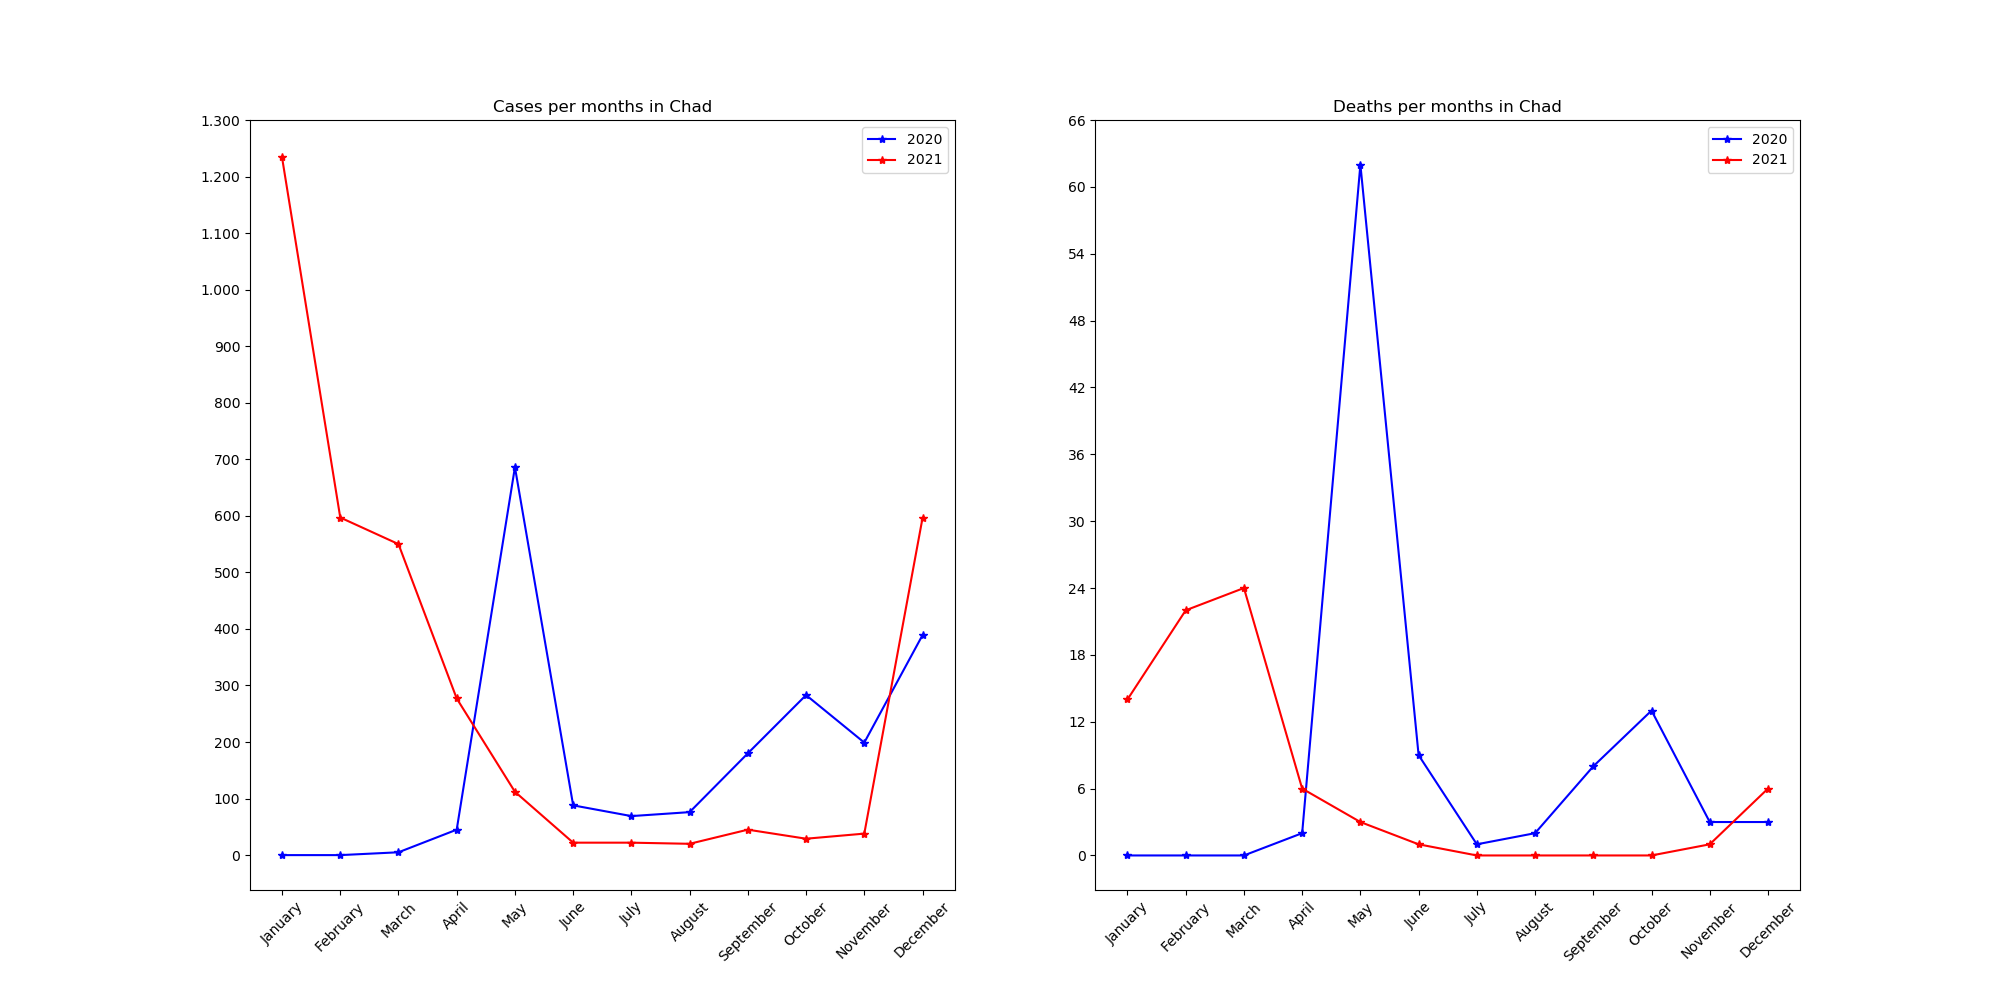 Cases per months in Chad
1.300
1.200
1.100
1.000
900
800
700
600
500
400
300
200
100
0
2020
2021
January
February
March
April
May
June
July
August
September
October
November
December
Deaths per months in Chad
66
60
54
48
42
36
30
24
18
12
6
0
2020
2021
January
February
March
April
May
June
July
August
September
October
November
December